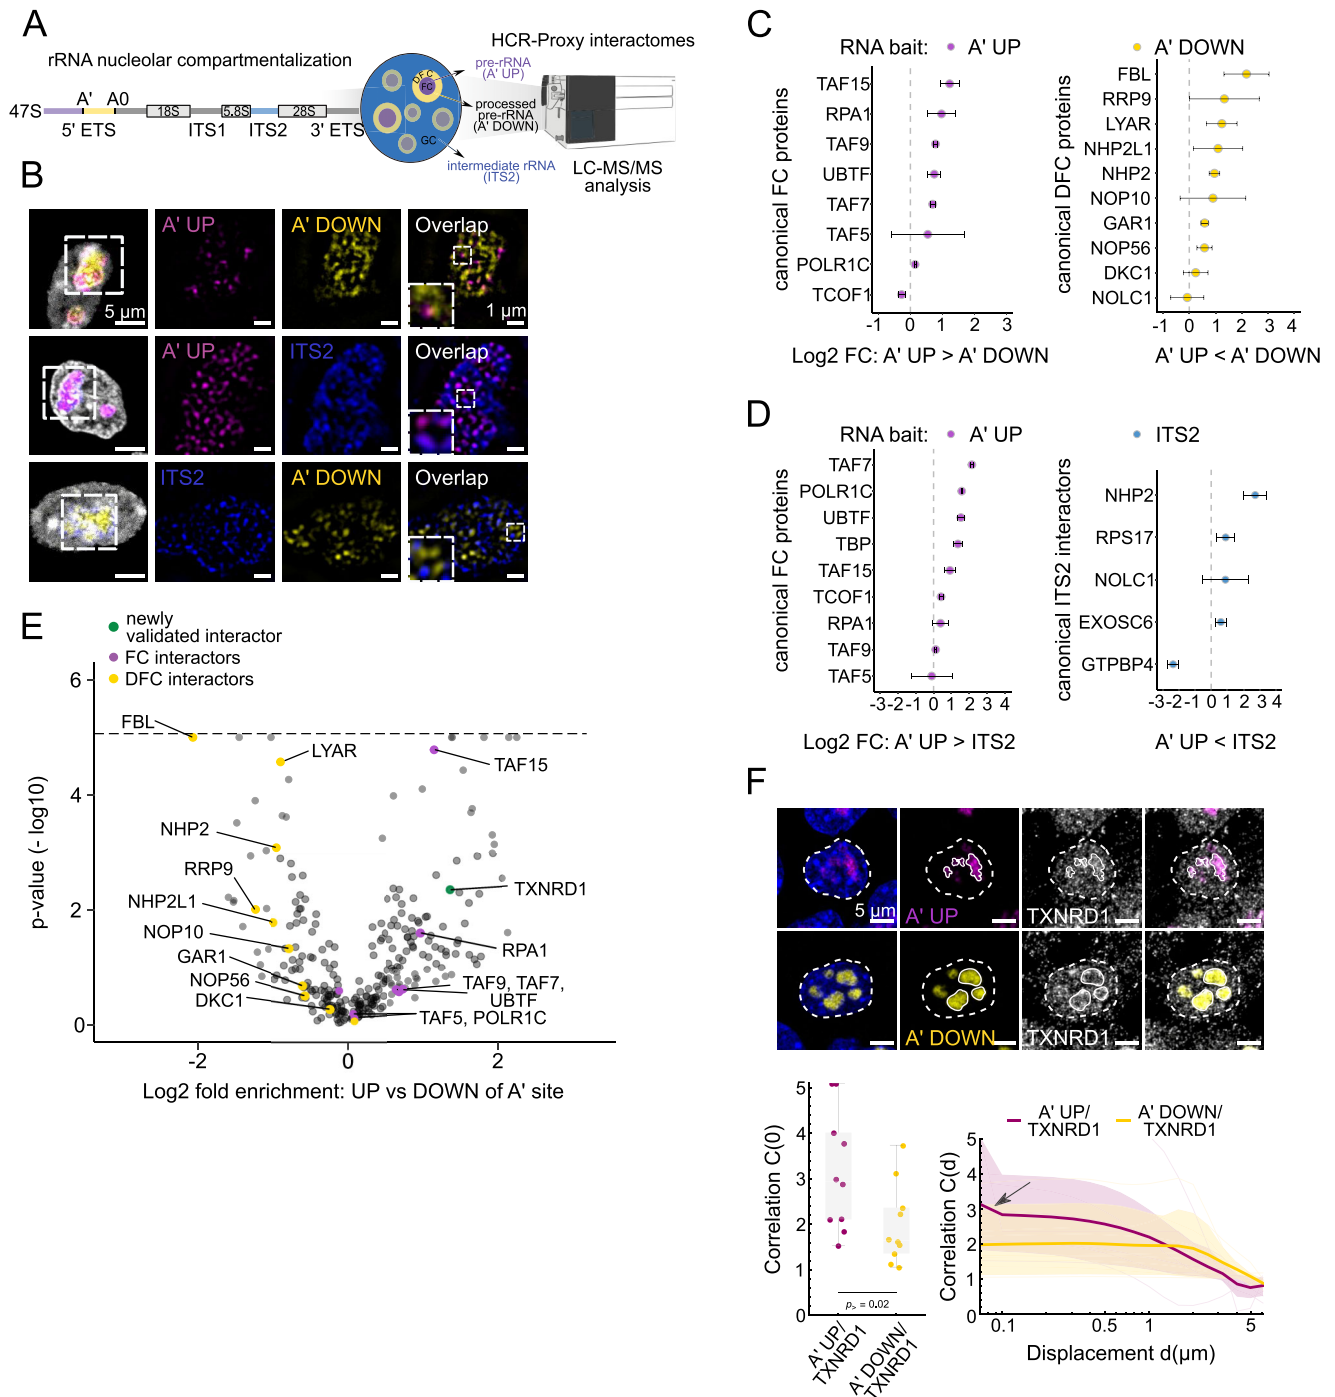 A
rRNA nucleolar compartmentalization
HCR-Proxy interactomes
47S
A'
A0
18S
5.8S
28S
5' ETS
ITS1
ITS2
3' ETS
DFC
FC
GC
pre-rRNA
(A' UP)
processed
pre-rRNA
(A' DOWN)
intermediate rRNA
(ITS2)
LC-MS/MS
analysis
B
A' UP
A' DOWN
Overlap
5 µm
1 µm
A' UP
ITS2
Overlap
ITS2
A' DOWN
Overlap
C
RNA bait:
A' UP
A' DOWN
canonical FC proteins
TAF15
RPA1
TAF9
UBTF
TAF7
TAF5
POLR1C
TCOF1
-1 0 1 2 3
Log2 FC: A' UP > A' DOWN
canonical DFC proteins
FBL
RRP9
LYAR
NHP2L1
NHP2
NOP10
GAR1
NOP56
DKC1
NOLC1
-1 0 1 2 3 4
A' UP < A' DOWN
D
RNA bait:
A' UP
ITS2
canonical FC proteins
TAF7
POLR1C
UBTF
TBP
TAF15
TCOF1
RPA1
TAF9
TAF5
-3 -2 -1 0 1 2 3 4
Log2 FC: A' UP > ITS2
canonical ITS2 interactors
NHP2
RPS17
NOLC1
EXOSC6
GTPBP4
-3 -2 -1 0 1 2 3 4
A' UP < ITS2
E
newly
validated interactor
FC interactors
DFC interactors
p-value (- log10)
6
4
2
0
FBL
LYAR
TAF15
NHP2
RRP9
TXNRD1
NHP2L1
NOP10
RPA1
GAR1
NOP56
TAF9, TAF7,
UBTF
DKC1
TAF5, POLR1C
-2 0 2
Log2 fold enrichment: UP vs DOWN of A' site
F
5 µm
A' UP
TXNRD1
A' DOWN
TXNRD1
Correlation C(0)
5
4
3
2
1
0
p> = 0.02
A' UP/
TXNRD1
A' DOWN/
TXNRD1
A' UP/
TXNRD1
A' DOWN/
TXNRD1
Correlation C(d)
5
4
3
2
1
0
0.1 0.5 1 5
Displacement d(µm)